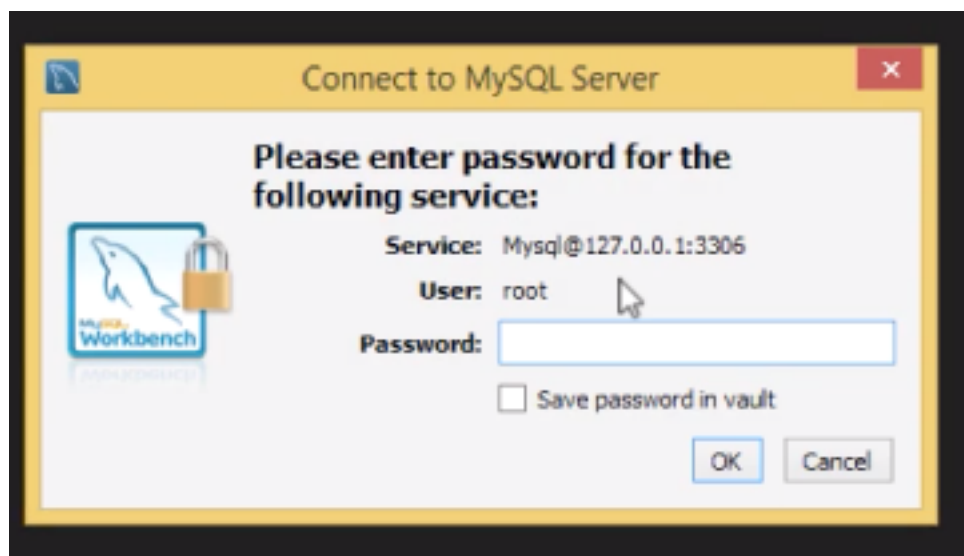 Connect to MySQL Server
Please enter password for the
following service:
Service: Mysql@127.0.0.1:3306
User: root
Password:
MySQL
Workbench
Save password in vault
OK Cancel